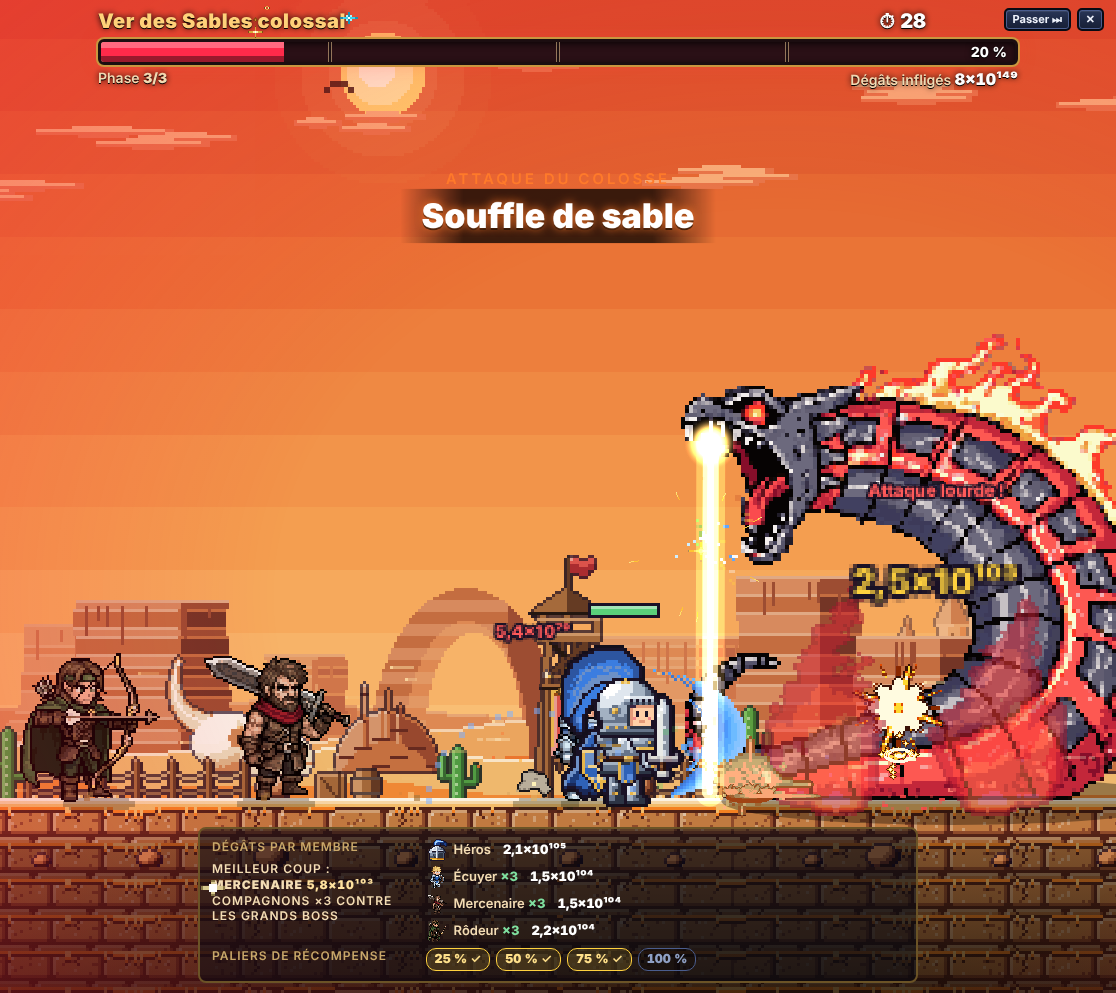 Ver des Sables colossal
⏱ 28
Passer ⏭
✕
20 %
Phase 3/3
Dégâts infligés 8×10¹⁴⁹
ATTAQUE DU COLOSSE
Souffle de sable
Attaque lourde !
2,5×10¹⁰³
DÉGÂTS PAR MEMBRE
MEILLEUR COUP :
MERCENAIRE 5,8×10¹⁰³
COMPAGNONS ×3 CONTRE
LES GRANDS BOSS
Héros 2,1×10¹⁰⁵
Écuyer ×3 1,5×10¹⁰⁴
Mercenaire ×3 1,5×10¹⁰⁴
Rôdeur ×3 2,2×10¹⁰⁴
PALIERS DE RÉCOMPENSE
25 % ✓
50 % ✓
75 % ✓
100 %